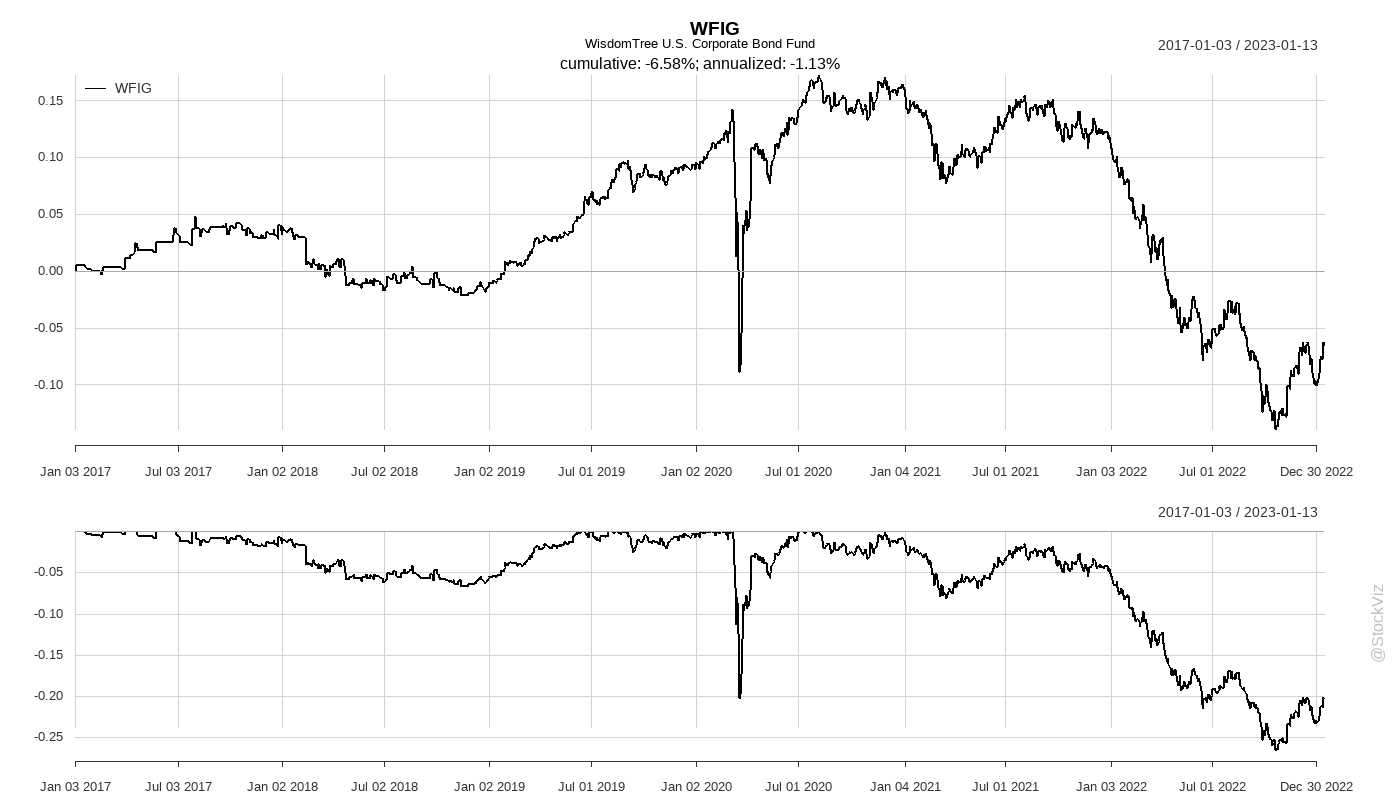 WFIG
WisdomTree U.S. Corporate Bond Fund
2017-01-03 / 2023-01-13
cumulative: -6.58%; annualized: -1.13%
WFIG
0.15
0.10
0.05
0.00
-0.05
-0.10
Jan 03 2017 Jul 03 2017 Jan 02 2018 Jul 02 2018 Jan 02 2019 Jul 01 2019 Jan 02 2020 Jul 01 2020 Jan 04 2021 Jul 01 2021 Jan 03 2022 Jul 01 2022 Dec 30 2022
2017-01-03 / 2023-01-13
-0.05
-0.10
-0.15
-0.20
-0.25
Jan 03 2017 Jul 03 2017 Jan 02 2018 Jul 02 2018 Jan 02 2019 Jul 01 2019 Jan 02 2020 Jul 01 2020 Jan 04 2021 Jul 01 2021 Jan 03 2022 Jul 01 2022 Dec 30 2022
@StockViz